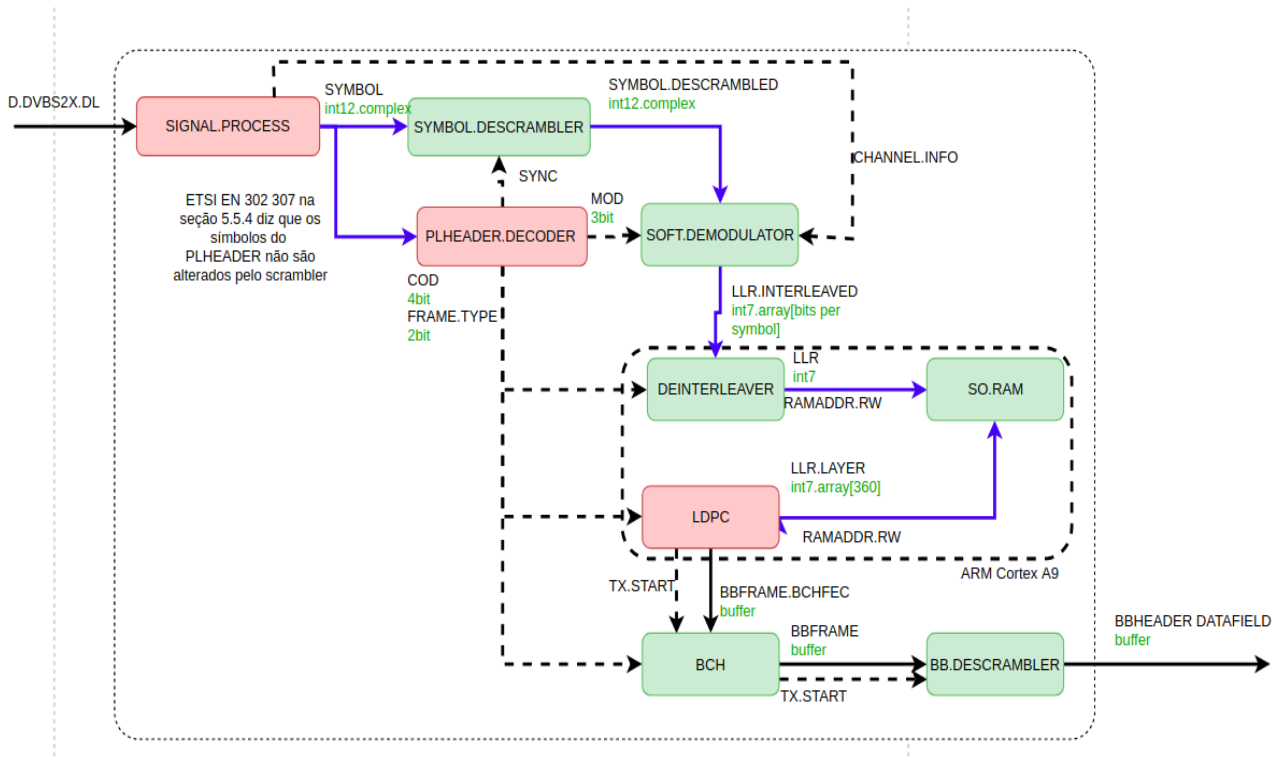 D.DVBS2X.DL
SIGNAL.PROCESS
SYMBOL
int12.complex
SYMBOL.DESCRAMBLER
SYMBOL.DESCRAMBLED
int12.complex
CHANNEL.INFO
SYNC
ETSI EN 302 307 na
seção 5.5.4 diz que os
símbolos do
PLHEADER não são
alterados pelo scrambler
PLHEADER.DECODER
MOD
3bit
SOFT.DEMODULATOR
COD
4bit
FRAME.TYPE
2bit
LLR.INTERLEAVED
int7.array[bits per
symbol]
DEINTERLEAVER
LLR
int7
RAMADDR.RW
SO.RAM
LDPC
LLR.LAYER
int7.array[360]
RAMADDR.RW
ARM Cortex A9
TX.START
BBFRAME.BCHFEC
buffer
BCH
BBFRAME
buffer
TX.START
BB.DESCRAMBLER
BBHEADER DATAFIELD
buffer